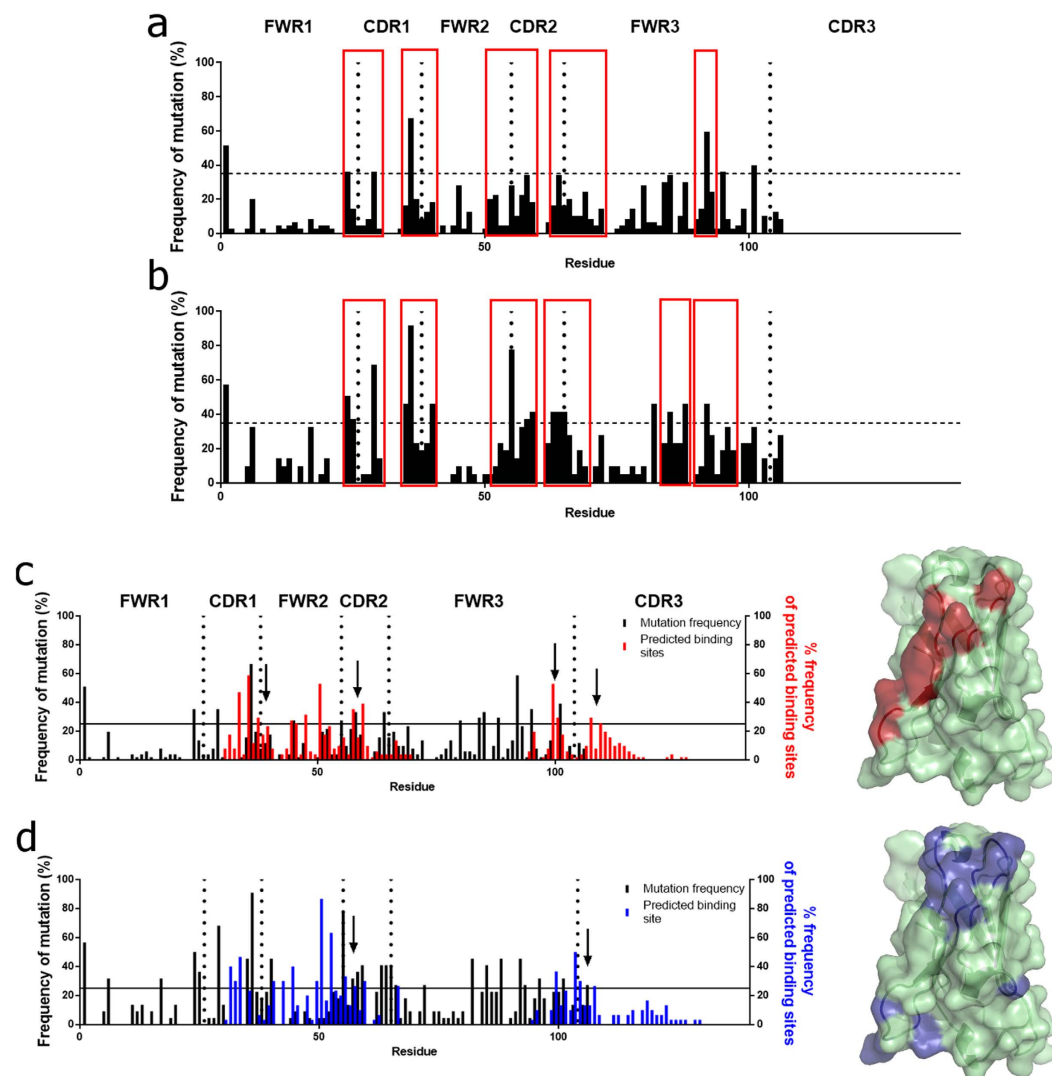 a
FWR1 CDR1 FWR2 CDR2 FWR3 CDR3
Frequency of mutation (%)
100
80
60
40
20
0
0 50 100
Residue
b
Frequency of mutation (%)
100
80
60
40
20
0
0 50 100
Residue
c
FWR1 CDR1 FWR2 CDR2 FWR3 CDR3
Frequency of mutation (%)
100
80
60
40
20
0
Mutation frequency
Predicted binding
sites
100
80
60
40
20
0
% frequency
of predicted binding sites
50 100
Residue
d
Frequency of mutation (%)
100
80
60
40
20
0
Mutation frequency
Predicted binding
site
100
80
60
40
20
0
% frequency
of predicted binding sites
50 100
Residue